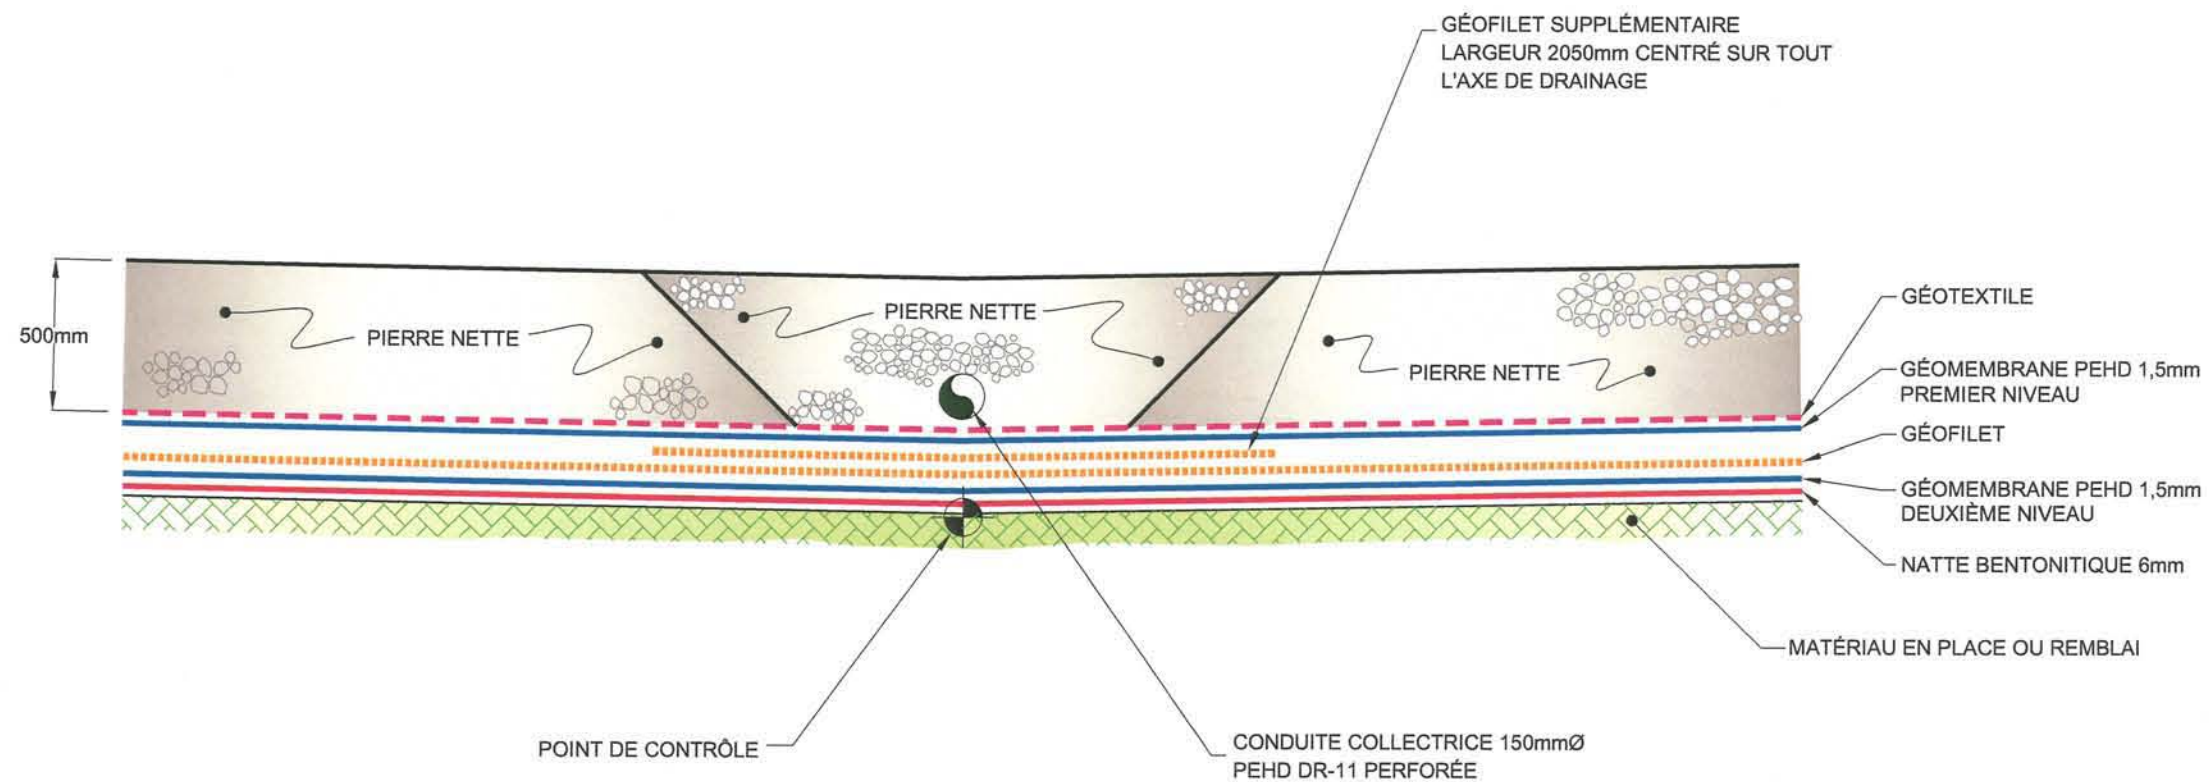 GÉOFILET SUPPLÉMENTAIRE
LARGEUR 2050mm CENTRÉ SUR TOUT
L'AXE DE DRAINAGE
500mm
PIERRE NETTE
PIERRE NETTE
PIERRE NETTE
GÉOTEXTILE
GÉOMEMBRANE PEHD 1,5mm
PREMIER NIVEAU
GÉOFILET
GÉOMEMBRANE PEHD 1,5mm
DEUXIÈME NIVEAU
NATTE BENTONITIQUE 6mm
MATÉRIAU EN PLACE OU REMBLAI
POINT DE CONTRÔLE
CONDUITE COLLECTRICE 150mmØ
PEHD DR-11 PERFORÉE